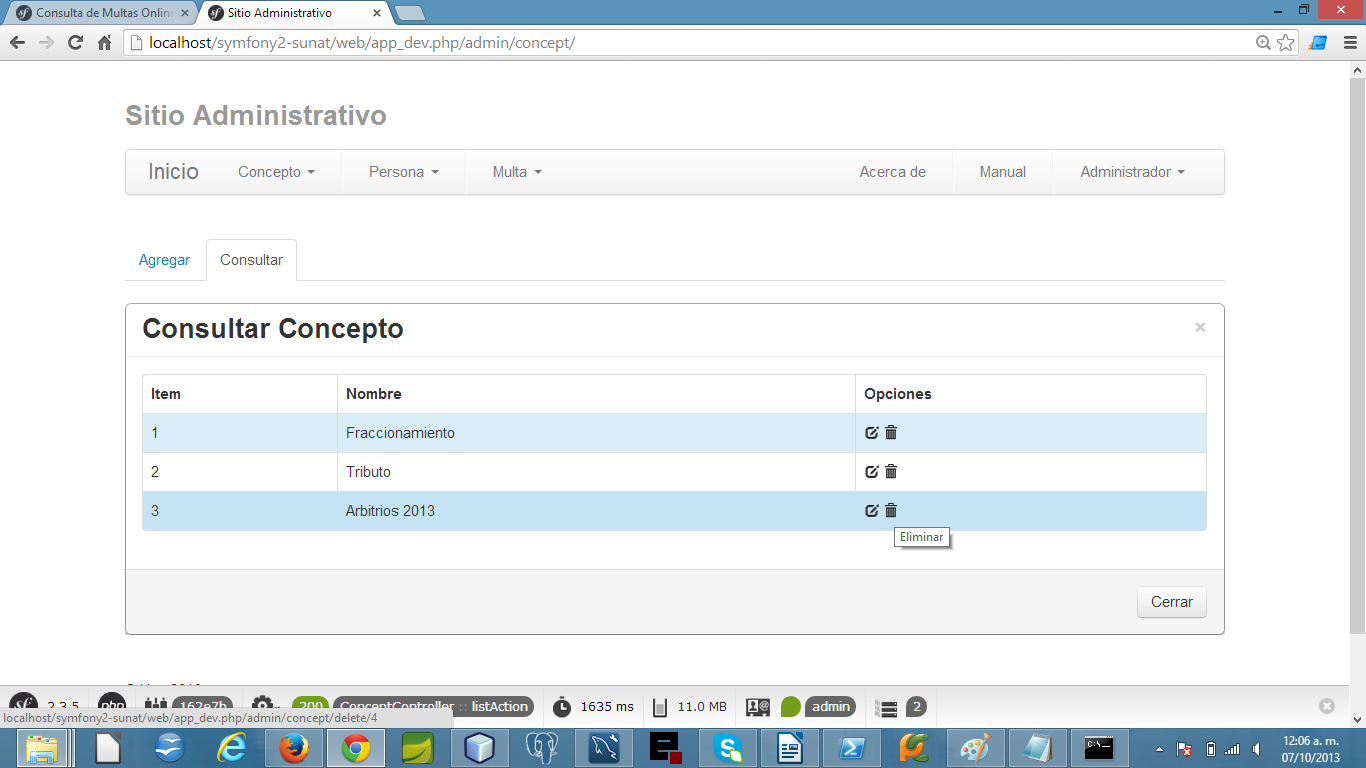 Consulta de Multas Online
Sitio Administrativo
localhost/symfony2-sunat/web/app_dev.php/admin/concept/
Sitio Administrativo
Inicio Concepto Persona Multa Acerca de Manual Administrador
Agregar Consultar
Consultar Concepto ×
Item Nombre Opciones
1 Fraccionamiento
2 Tributo
3 Arbitrios 2013
Eliminar
Cerrar
sf 2.3.5 php 162e7b 200 ConceptController :: listAction 1635 ms 11.0 MB admin 2
localhost/symfony2-sunat/web/app_dev.php/admin/concept/delete/4
C:\_
12:06 a. m.
07/10/2013